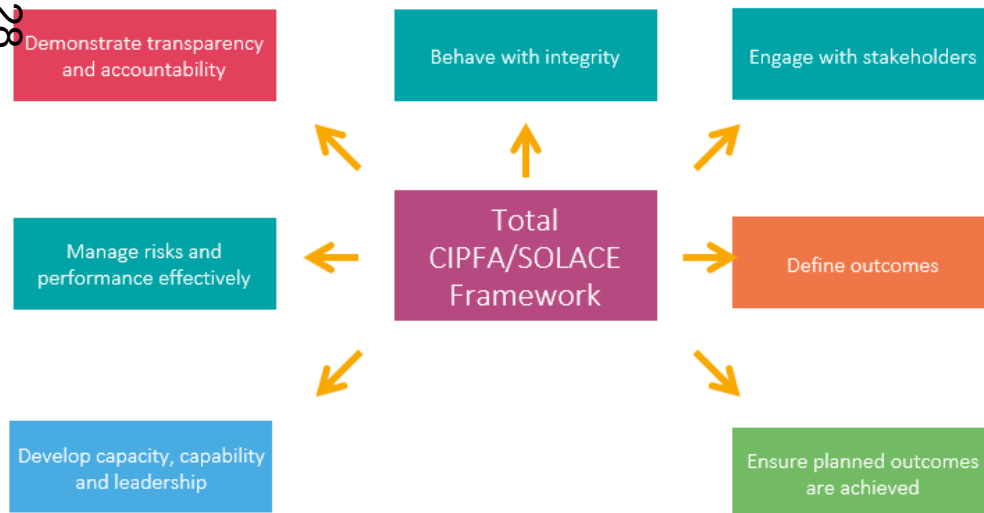 28
Demonstrate transparency
and accountability
Behave with integrity
Engage with stakeholders
Manage risks and
performance effectively
Total
CIPFA/SOLACE
Framework
Define outcomes
Develop capacity, capability
and leadership
Ensure planned outcomes
are achieved